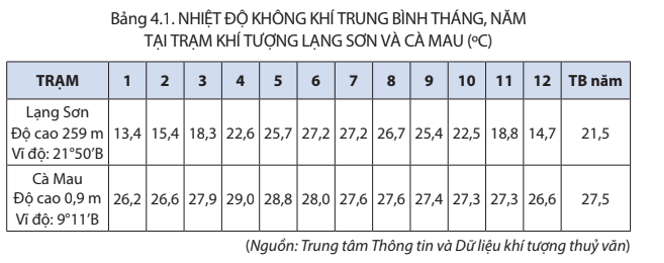 Bảng 4.1. NHIỆT ĐỘ KHÔNG KHÍ TRUNG BÌNH THÁNG, NĂM
TẠI TRẠM KHÍ TƯỢNG LẠNG SƠN VÀ CÀ MAU (ºC)
TRẠM 1 2 3 4 5 6 7 8 9 10 11 12 TB năm
Lạng Sơn
Độ cao 259 m 13,4 15,4 18,3 22,6 25,7 27,2 27,2 26,7 25,4 22,5 18,8 14,7 21,5
Vĩ độ: 21°50’B
Cà Mau
Độ cao 0,9 m 26,2 26,6 27,9 29,0 28,8 28,0 27,6 27,6 27,4 27,3 27,3 26,6 27,5
Vĩ độ: 9°11’B
(Nguồn: Trung tâm Thông tin và Dữ liệu khí tượng thuỷ văn)